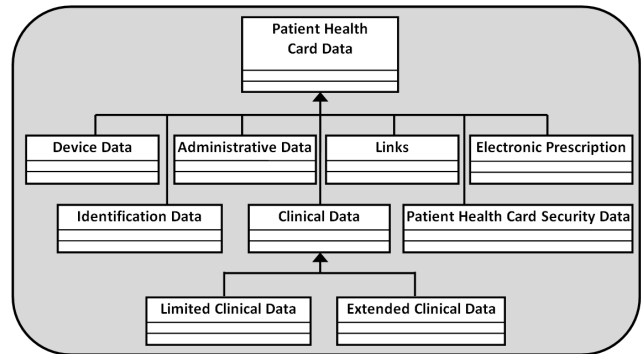 Patient Health
Card Data
Device Data
Administrative Data
Links
Electronic Prescription
Identification Data
Clinical Data
Patient Health Card Security Data
Limited Clinical Data
Extended Clinical Data